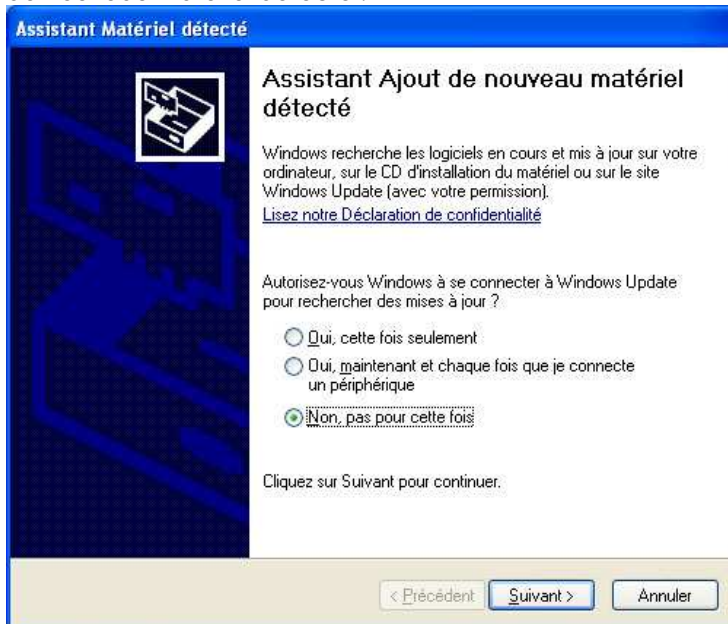 Assistant Matériel détecté
Assistant Ajout de nouveau matériel
détecté
Windows recherche les logiciels en cours et mis à jour sur votre
ordinateur, sur le CD d'installation du matériel ou sur le site
Windows Update (avec votre permission).
Lisez notre Déclaration de confidentialité
Autorisez-vous Windows à se connecter à Windows Update
pour rechercher des mises à jour ?
Oui, cette fois seulement
Oui, maintenant et chaque fois que je connecte
un périphérique
Non, pas pour cette fois
Cliquez sur Suivant pour continuer.
< Précédent Suivant > Annuler